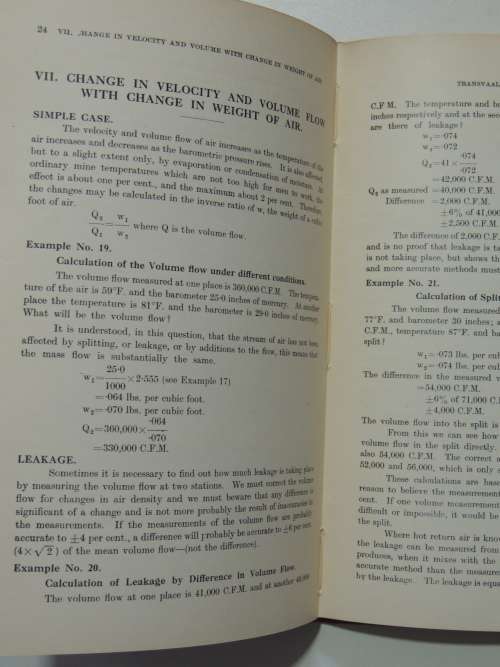 24 VII. CHANGE IN VELOCITY AND VOLUME WITH CHANGE IN WEIGHT OF AIR
VII. CHANGE IN VELOCITY AND VOLUME FLOW
WITH CHANGE IN WEIGHT OF AIR.
SIMPLE CASE.
The velocity and volume flow of air increases as the temperature of the
air increases and decreases as the barometric pressure rises. It is also affected
but to a slight extent only, by evaporation or condensation of moisture. At
ordinary mine temperatures which are not too high for men to work, the
effect is about one per cent., and the maximum about 2 per cent. Therefore
the changes may be calculated in the inverse ratio of w, the weight of a cubic
foot of air.
Q₂/Q₁ = w₁/w₂ where Q is the volume flow.
Example No. 19.
Calculation of the Volume flow under different conditions.
The volume flow measured at one place is 360,000 C.F.M. The tempera-
ture of the air is 59°F. and the barometer 25·0 inches of mercury. At another
place the temperature is 81°F. and the barometer is 29·0 inches of mercury.
What will be the volume flow?
It is understood, in this question, that the stream of air has not been
affected by splitting, or leakage, or by additions to the flow, this means that
the mass flow is substantially the same.
w₁ = 25·0/1000 × 2·555 (see Example 17)
= ·064 lbs. per cubic foot.
w₂ = ·070 lbs. per cubic foot.
Q₂ = 360,000 × ·064/·070
= 330,000 C.F.M.
LEAKAGE.
Sometimes it is necessary to find out how much leakage is taking place
by measuring the volume flow at two stations. We must correct the volume
flow for changes in air density and we must beware that any difference is
significant of a change and is not more probably the result of inaccuracies in
the measurements. If the measurements of the volume flow are probably
accurate to ±4 per cent., a difference will probably be accurate to ±6 per cent.
(4×√2) of the mean volume flow—(not the difference).
Example No. 20.
Calculation of Leakage by Difference in Volume Flow.
The volume flow at one place is 41,000 C.F.M. and at another 40,000
TRANSVAAL
C.F.M. The temperature and
inches respectively and at the
are there of leakage?
w₁ = ·074
w₂ = ·072
Q₂ = 41 × ·074/·072
= 42,000 C.F.M.
Q₂ as measured = 40,000 C.F.M.
Difference = 2,000 C.F.M.
±6% of 41,000
±2,500 C.F.M.
The difference of 2,000 C.F.
and is no proof that leakage is
is not taking place, but shows
and more accurate methods must
Example No. 21.
Calculation of Split
The volume flow measured
77°F. and barometer 30 inches;
C.F.M., temperature 87°F. and
split?
w₁ = ·073 lbs. per cubic
w₂ = ·074 lbs. per cubic
The difference in the measured
= 54,000 C.F.M.
±6% of 71,000
±4,000 C.F.M.
The volume flow into the split is
From this we can see how
volume flow in the split directly.
also 54,000 C.F.M. The correct
52,000 and 56,000, which is only
These calculations are
reason to believe the
cent. If one volume
difficult or impossible, it would be
the split.
Where hot return air is
the leakage can be measured from
produces, when it mixes with the
accurate method than the
by the leakage. The leakage is